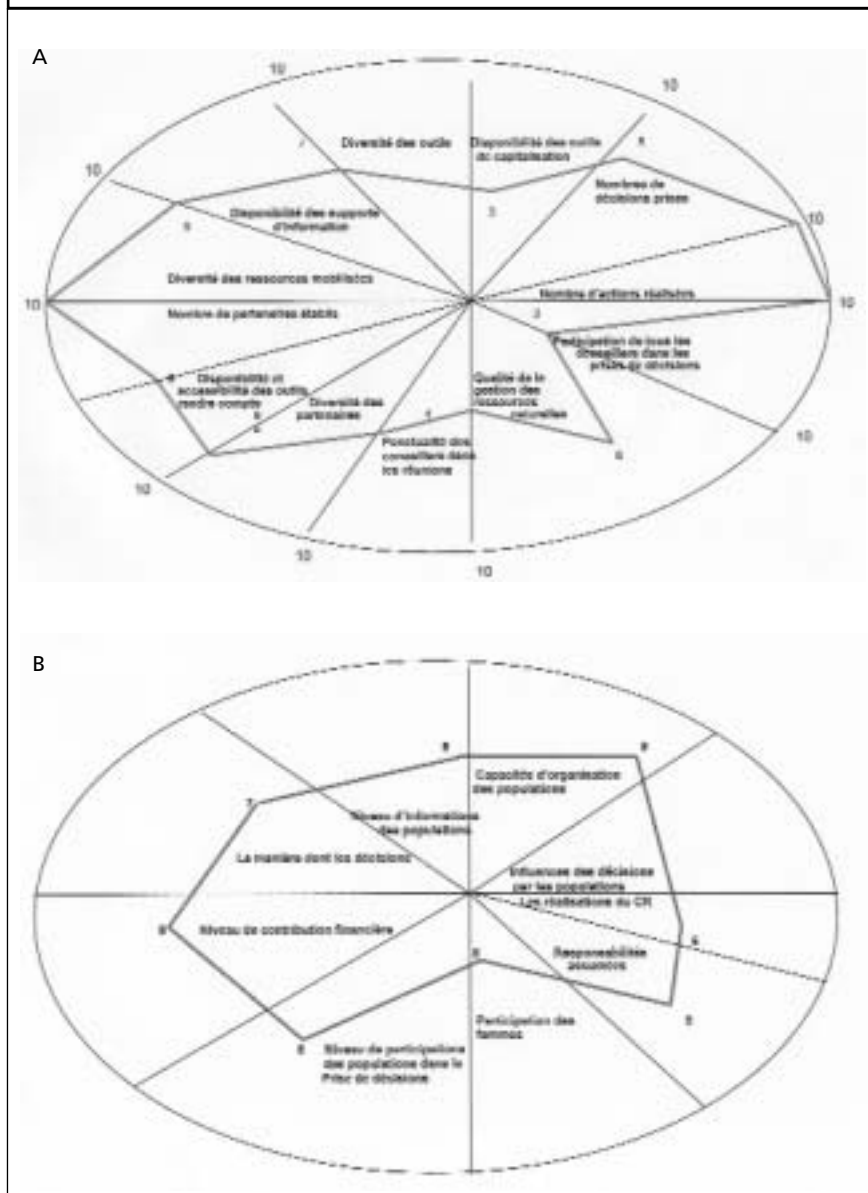 A
10
10
10
10
10
10
10
10
10
10
Diversité des outils
Disponibilité des outils
de capitalisation
Nombres de
décisions prises
Disponibilité des supports
d'information
Diversité des ressources mobilisées
Nombre de partenaires établis
Nombre d'actions réalisées
Participation de tous les
conseillers dans les
prises de décisions
Disponibilité et
accessibilité des outils
rendre compte
Diversité des
partenaires
Qualité de la
gestion des
ressources
naturelles
Ponctualité des
conseillers dans
les réunions
B
Capacités d'organisation
des populations
Niveau d'informations
des populations
La manière dont les décisions
Influences des décisions
par les populations
Les réalisations du CR
Niveau de contribution financière
Responsabilités
assumées
Participation des
femmes
Niveau de participations
des populations dans la
Prise de décisions